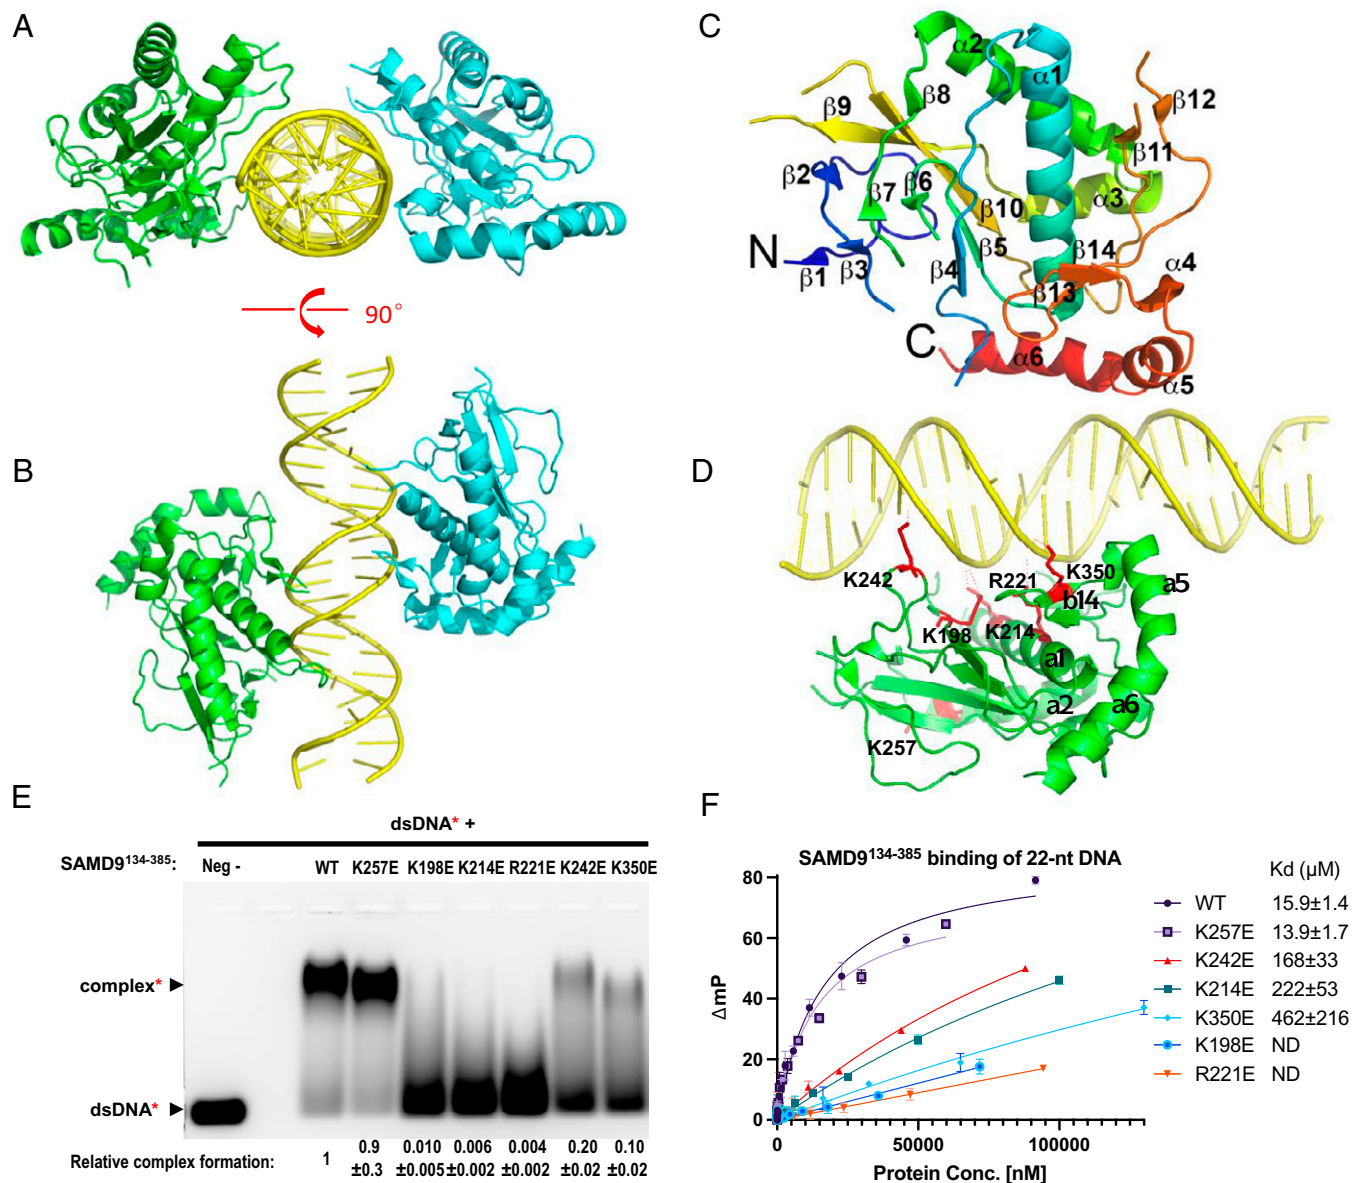 A
90°
B
C
α2
α1
β12
β8
β9
β11
β2
β7
β6
α3
β10
N
β5
β14
β1
β3
β4
α4
β13
C
α6
α5
D
K242
R221
K350
a5
b14
K198
K214
a1
a2
a6
K257
E
dsDNA* +
SAMD9134-385:
Neg -
WT
K257E
K198E
K214E
R221E
K242E
K350E
complex*
dsDNA*
Relative complex formation:
1
0.9 ±0.3
0.010 ±0.005
0.006 ±0.002
0.004 ±0.002
0.20 ±0.02
0.10 ±0.02
F
SAMD9134-385 binding of 22-nt DNA
Kd (µM)
WT 15.9±1.4
K257E 13.9±1.7
K242E 168±33
K214E 222±53
K350E 462±216
K198E ND
R221E ND
ΔmP
80
60
40
20
0
0
50000
100000
Protein Conc. [nM]